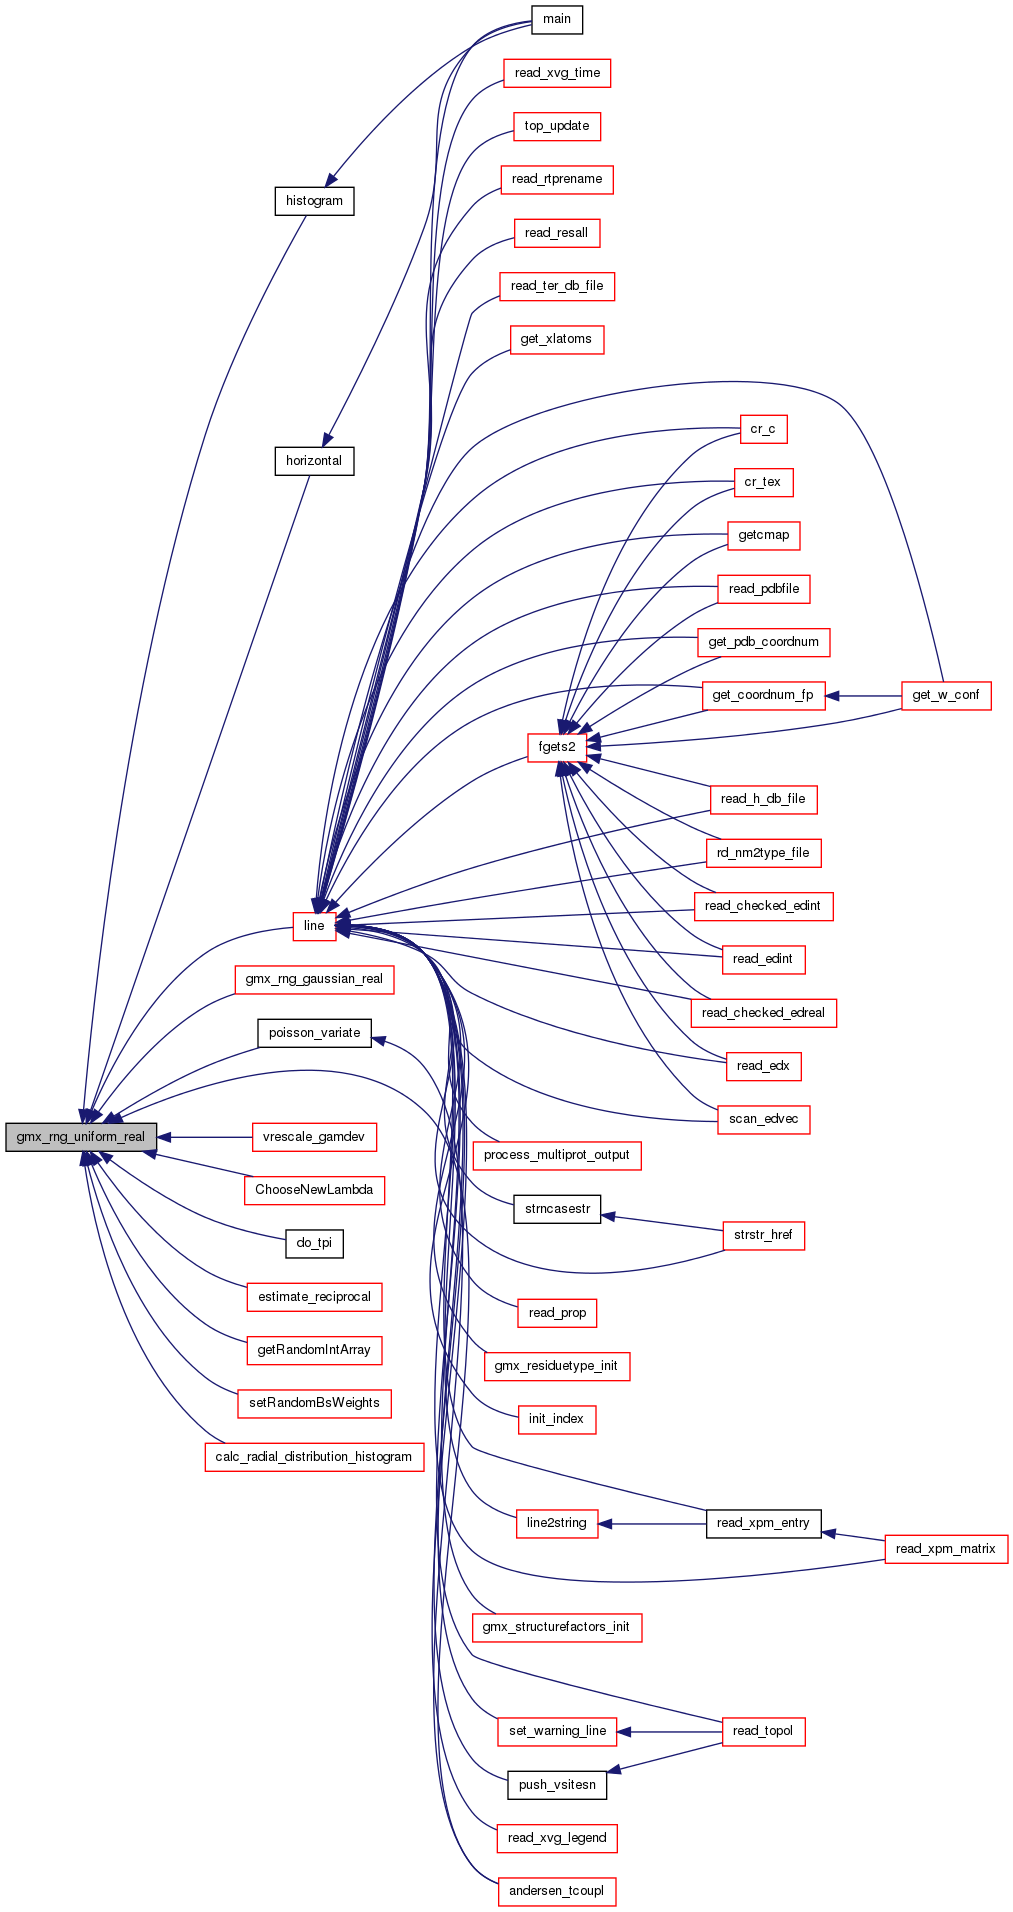 main
read_xvg_time
top_update
read_rtprename
histogram
read_resall
read_ter_db_file
get_xlatoms
cr_c
horizontal
cr_tex
getcmap
read_pdbfile
get_pdb_coordnum
get_coordnum_fp
get_w_conf
fgets2
read_h_db_file
rd_nm2type_file
read_checked_edint
line
read_edint
gmx_rng_gaussian_real
read_checked_edreal
poisson_variate
read_edx
scan_edvec
gmx_rng_uniform_real
vrescale_gamdev
process_multiprot_output
ChooseNewLambda
strncasestr
strstr_href
do_tpi
estimate_reciprocal
read_prop
getRandomIntArray
gmx_residuetype_init
setRandomBsWeights
init_index
calc_radial_distribution_histogram
line2string
read_xpm_entry
read_xpm_matrix
gmx_structurefactors_init
set_warning_line
read_topol
push_vsitesn
read_xvg_legend
andersen_tcoupl